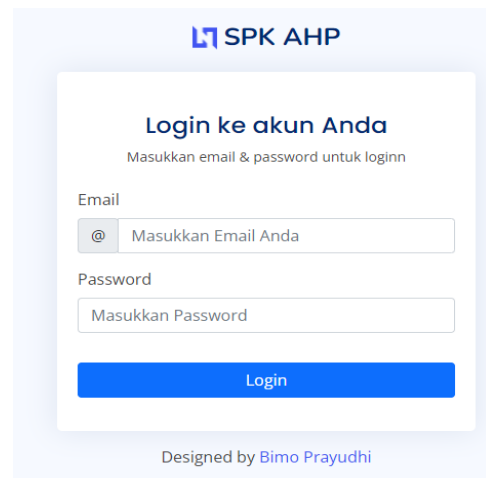 SPK AHP
Login ke akun Anda
Masukkan email & password untuk loginn
Email
@ Masukkan Email Anda
Password
Masukkan Password
Login
Designed by Bimo Prayudhi